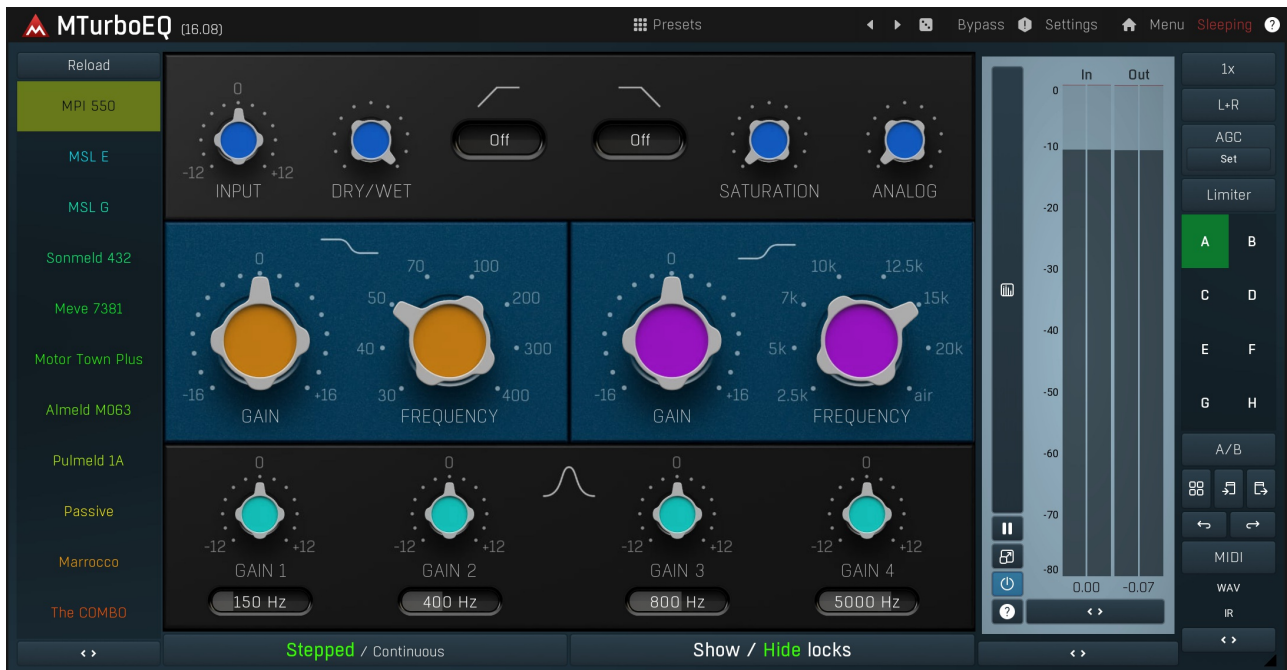 MTurboEQ (16.08)
Presets
Bypass
Settings
Menu
Sleeping
?
Reload
MPI 550
MSL E
MSL G
Sonmeld 432
Meve 7381
Motor Town Plus
Almeld M063
Pulmeld 1A
Passive
Marrocco
The COMBO
0
-12 +12
INPUT
DRY/WET
Off
Off
SATURATION
ANALOG
0
-16 +16
GAIN
70 100
50 200
40 300
30 400
FREQUENCY
0
-16 +16
GAIN
10k 12.5k
7k 15k
5k 20k
2.5k air
FREQUENCY
0
-12 +12
GAIN 1
150 Hz
0
-12 +12
GAIN 2
400 Hz
0
-12 +12
GAIN 3
800 Hz
0
-12 +12
GAIN 4
5000 Hz
Stepped / Continuous
Show / Hide locks
In Out
0
-10
-20
-30
-40
-50
-60
-70
-80
0.00 -0.07
?
1x
L+R
AGC
Set
Limiter
A B
C D
E F
G H
A/B
MIDI
WAV
IR